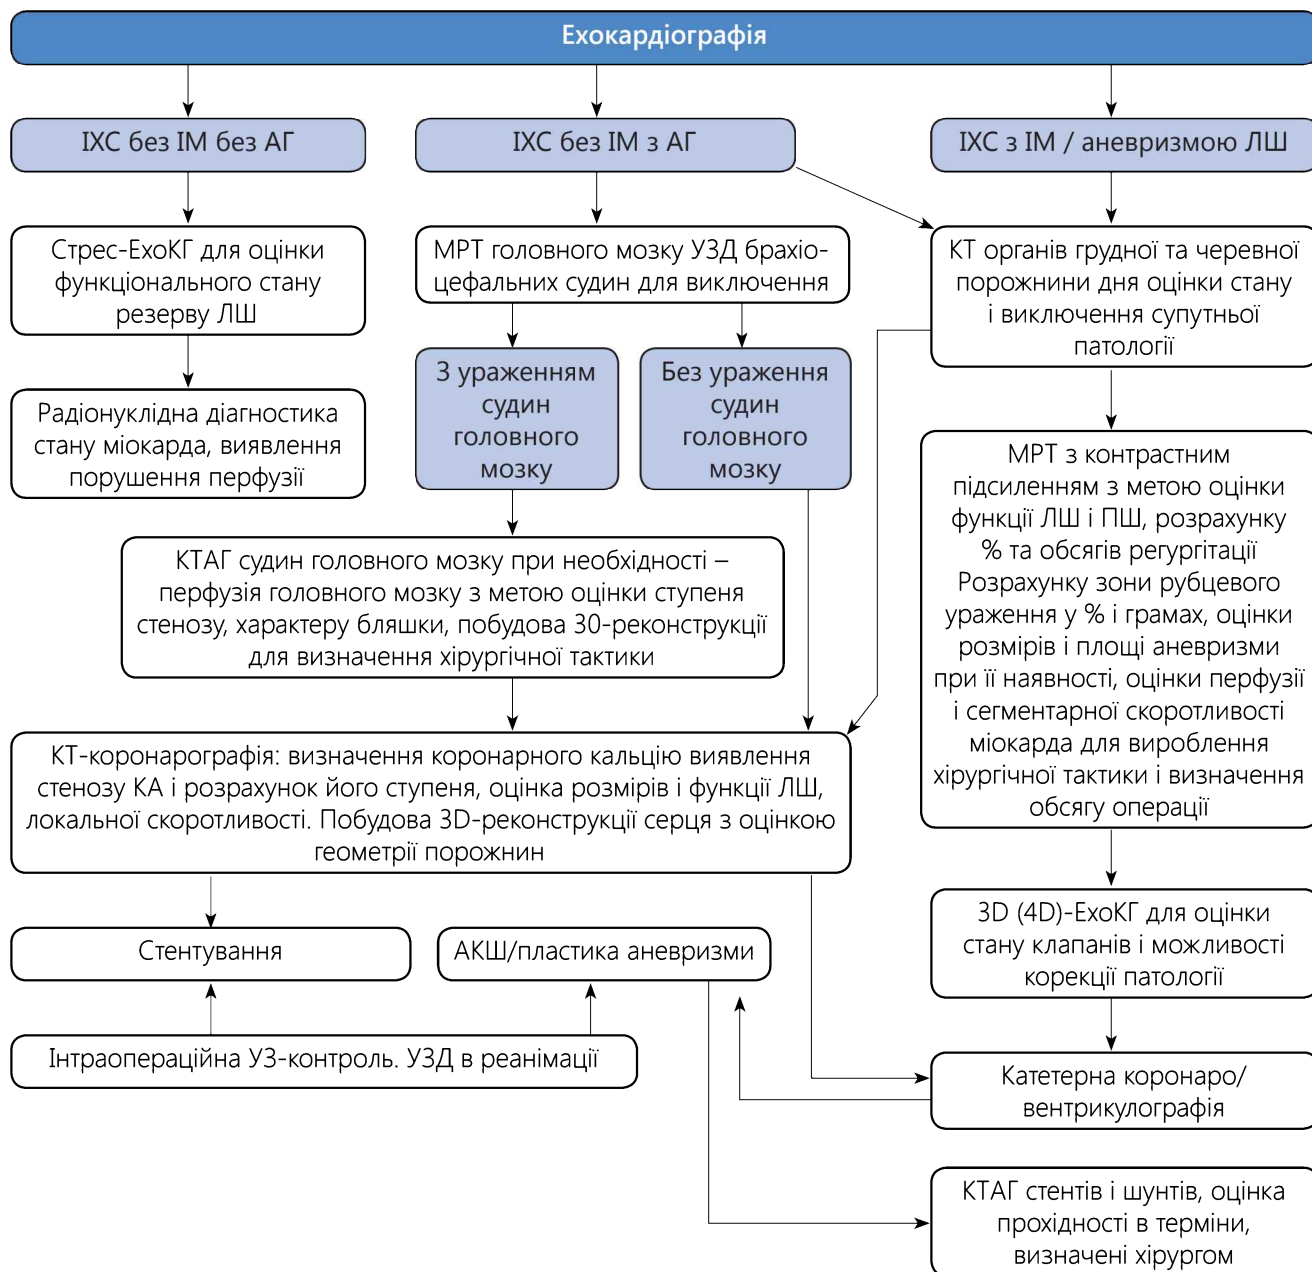 Ехокардіографія
ІХС без ІМ без АГ
ІХС без ІМ з АГ
ІХС з ІМ / аневризмою ЛШ
Стрес-ЕхоКГ для оцінки
функціонального стану
резерву ЛШ
МРТ головного мозку УЗД брахіо-
цефальних судин для виключення
КТ органів грудної та черевної
порожнини дня оцінки стану
і виключення супутньої
патології
Радіонуклідна діагностика
стану міокарда, виявлення
порушення перфузії
З ураженням
судин
головного
мозку
Без ураження
судин
головного
мозку
МРТ з контрастним
підсиленням з метою оцінки
функції ЛШ і ПШ, розрахунку
% та обсягів регургітації
Розрахунку зони рубцевого
ураження у % і грамах, оцінки
розмірів і площі аневризми
при її наявності, оцінки перфузії
і сегментарної скоротливості
міокарда для вироблення
хірургічної тактики і визначення
обсягу операції
КТАГ судин головного мозку при необхідності –
перфузія головного мозку з метою оцінки ступеня
стенозу, характеру бляшки, побудова 30-реконструкції
для визначення хірургічної тактики
КТ-коронарографія: визначення коронарного кальцію виявлення
стенозу КА і розрахунок його ступеня, оцінка розмірів і функції ЛШ,
локальної скоротливості. Побудова 3D-реконструкції серця з оцінкою
геометрії порожнин
3D (4D)-ЕхоКГ для оцінки
стану клапанів і можливості
корекції патології
Стентування
АКШ/пластика аневризми
Інтраопераційна УЗ-контроль. УЗД в реанімації
Катетерна коронаро/
вентрикулографія
КТАГ стентів і шунтів, оцінка
прохідності в терміни,
визначені хірургом